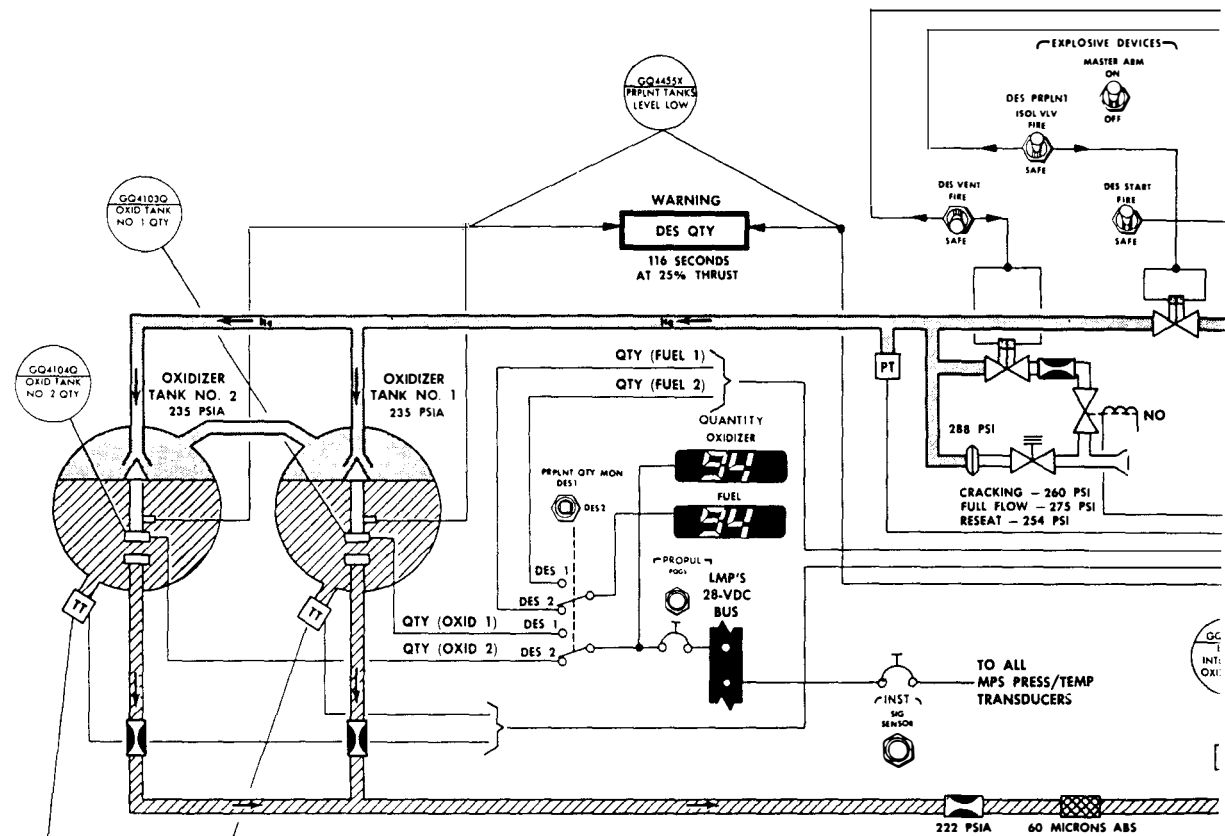 EXPLOSIVE DEVICES
MASTER ARM
ON
OFF
DES PRPLNT
ISOL VLV
FIRE
SAFE
DES VENT
FIRE
SAFE
DES START
FIRE
SAFE
GQ4455X
PRPLNT TANKS
LEVEL LOW
GQ4103Q
OXID TANK
NO. 1 QTY
WARNING
DES QTY
116 SECONDS
AT 25% THRUST
He
He
GQ4104Q
OXID TANK
NO. 2 QTY
OXIDIZER
TANK NO. 2
235 PSIA
OXIDIZER
TANK NO. 1
235 PSIA
QTY (FUEL 1)
QTY (FUEL 2)
PT
NO
288 PSI
CRACKING – 260 PSI
FULL FLOW – 275 PSI
RESEAT – 254 PSI
QUANTITY
OXIDIZER
94
FUEL
94
PRPLNT QTY MON
DES 1
DES 2
DES 1
DES 2
QTY (OXID 1) DES 1
QTY (OXID 2) DES 2
PROPUL
PQGS
LMP'S
28-VDC
BUS
TT
TT
TO ALL
MPS PRESS/TEMP
TRANSDUCERS
INST
SIG
SENSOR
222 PSIA
60 MICRONS ABS